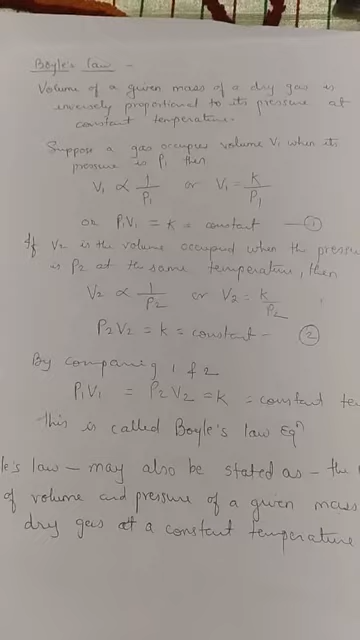 Boyle's law –
Volume of a given mass of a dry gas is
inversely proportional to its pressure at
constant temperature.
Suppose a gas occupies volume V₁ when its
pressure is P₁ then
V₁ ∝ 1/P₁ or V₁ = K/P₁
or P₁V₁ = K = constant — ①
If V₂ is the volume occupied when the pressu
is P₂ at the same temperature, then
V₂ ∝ 1/P₂ or V₂ = K/P₂
P₂V₂ = K = constant – ②
By comparing 1 & 2
P₁V₁ = P₂V₂ = K = constant te
this is called Boyle's law Eqⁿ
le's law – may also be stated as – the
of volume and pressure of a given mass
dry gas at a constant temperature